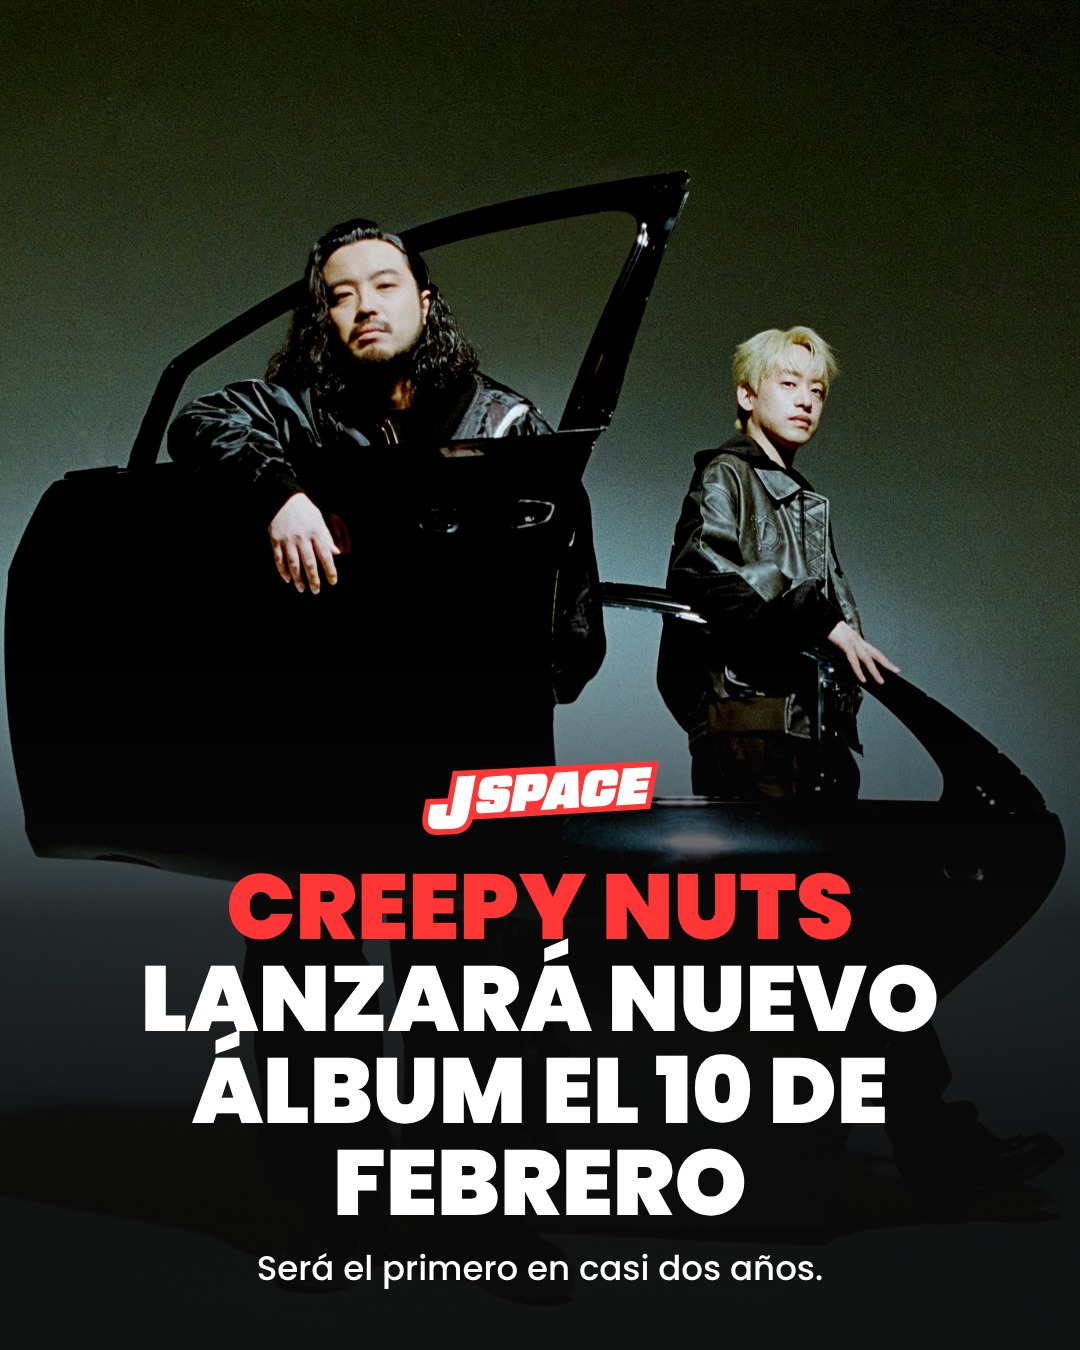 JSPACE
CREEPY NUTS
LANZARÁ NUEVO
ÁLBUM EL 10 DE
FEBRERO
Será el primero en casi dos años.